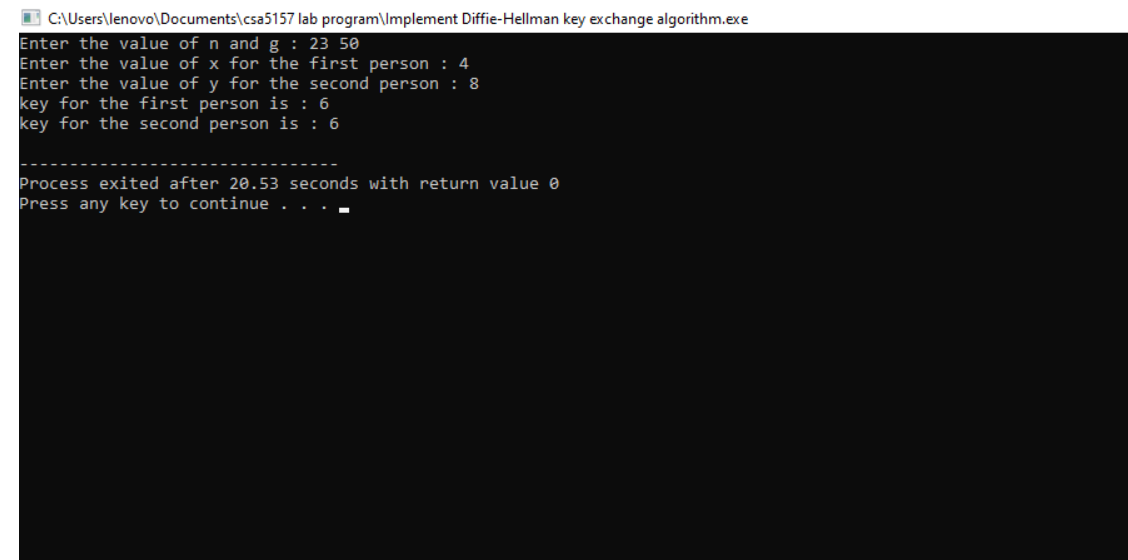 C:\Users\lenovo\Documents\csa5157 lab program\Implement Diffie-Hellman key exchange algorithm.exe
Enter the value of n and g : 23 50
Enter the value of x for the first person : 4
Enter the value of y for the second person : 8
key for the first person is : 6
key for the second person is : 6
--------------------------------
Process exited after 20.53 seconds with return value 0
Press any key to continue . . .